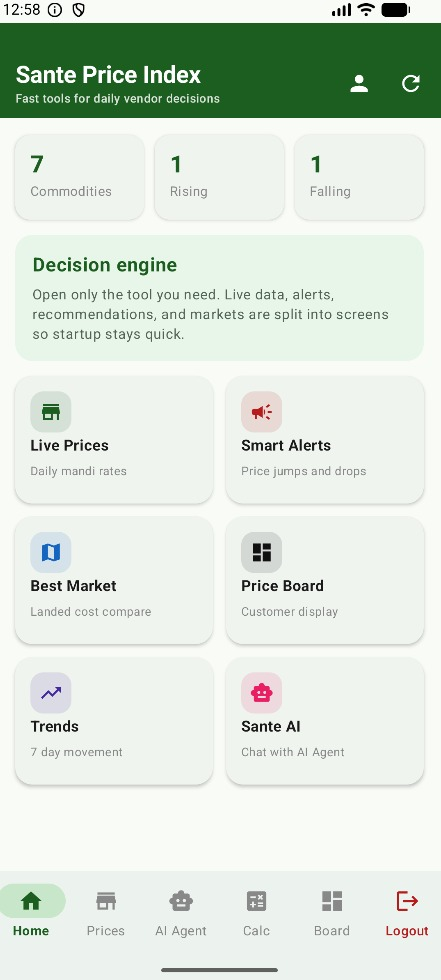 12:58
Sante Price Index
Fast tools for daily vendor decisions
7
Commodities
1
Rising
1
Falling
Decision engine
Open only the tool you need. Live data, alerts,
recommendations, and markets are split into screens
so startup stays quick.
Live Prices
Daily mandi rates
Smart Alerts
Price jumps and drops
Best Market
Landed cost compare
Price Board
Customer display
Trends
7 day movement
Sante AI
Chat with AI Agent
Home
Prices
AI Agent
Calc
Board
Logout